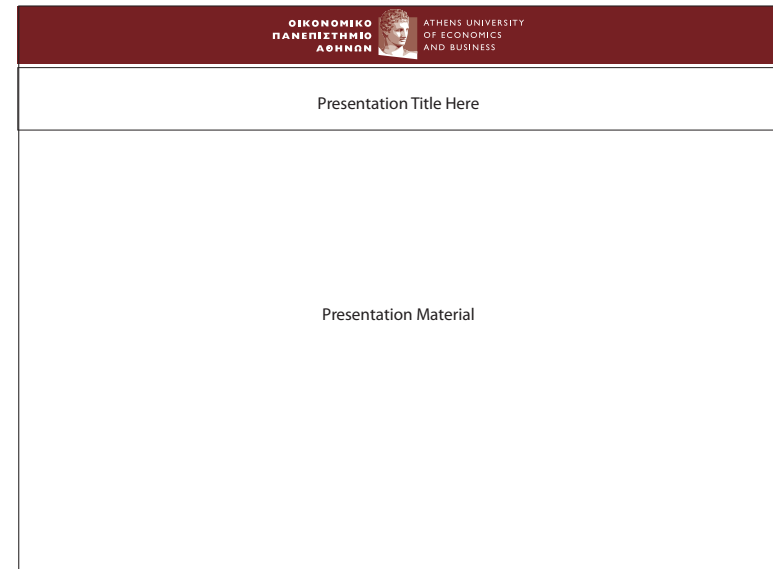 ΟΙΚΟΝΟΜΙΚΟ
ΠΑΝΕΠΙΣΤΗΜΙΟ
ΑΘΗΝΩΝ
ATHENS UNIVERSITY
OF ECONOMICS
AND BUSINESS
Presentation Title Here
Presentation Material